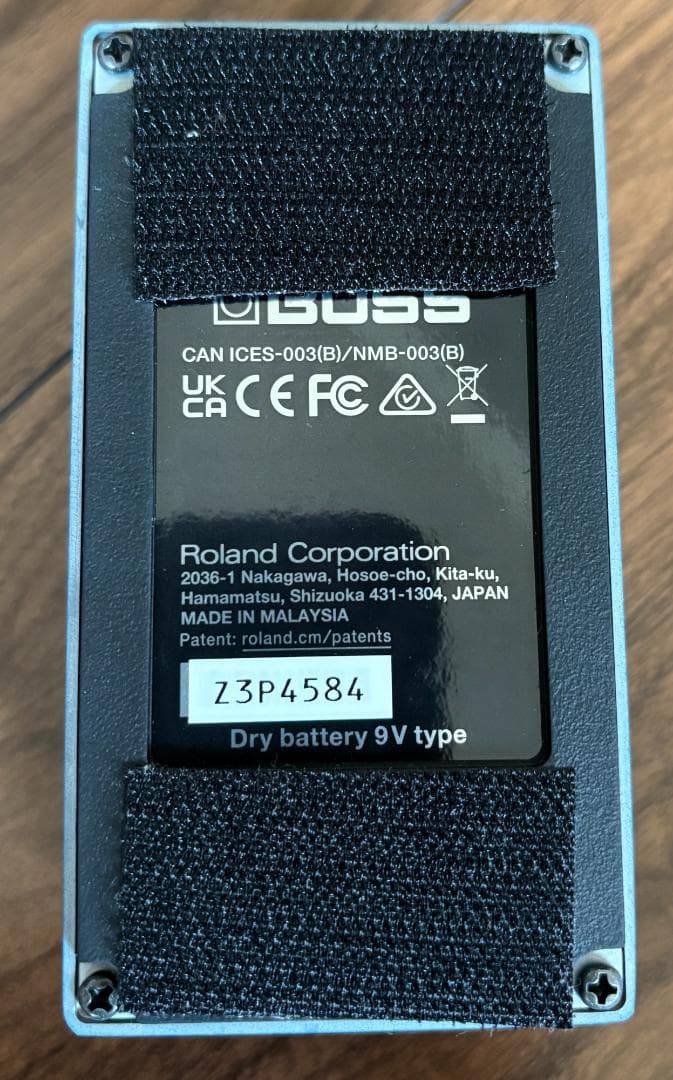 BOSS
CAN ICES-003(B)/NMB-003(B)
UK
CA CE FC
Roland Corporation
2036-1 Nakagawa, Hosoe-cho, Kita-ku,
Hamamatsu, Shizuoka 431-1304, JAPAN
MADE IN MALAYSIA
Patent: roland.cm/patents
Z3P4584
Dry battery 9V type